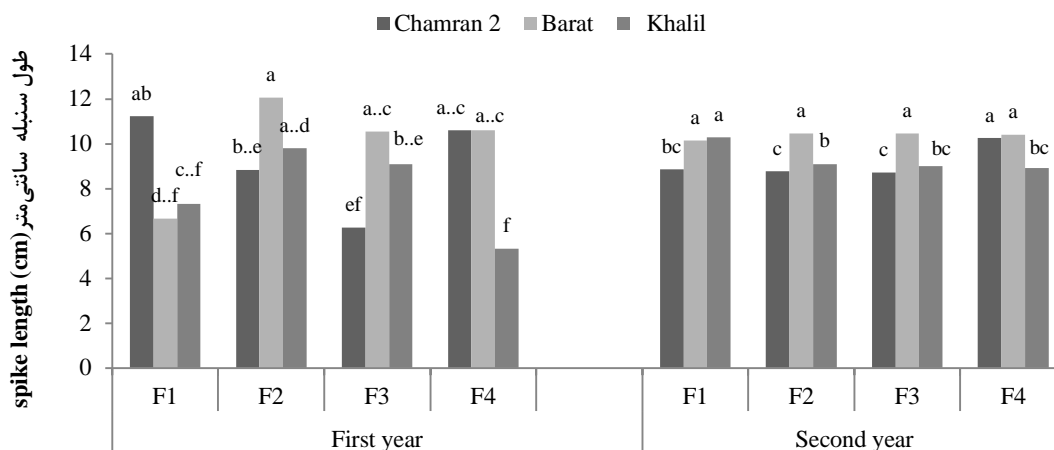 Chamran 2 Barat Khalil
طول سنبله سانتی‌متر
spike length (cm)
14
12
10
8
6
4
2
0
ab
d..f
c..f
b..e
a
a..d
ef
a..c
b..e
a..c
a..c
f
bc
a
a
c
a
b
c
a
bc
a
a
bc
F1 F2 F3 F4 F1 F2 F3 F4
First year Second year